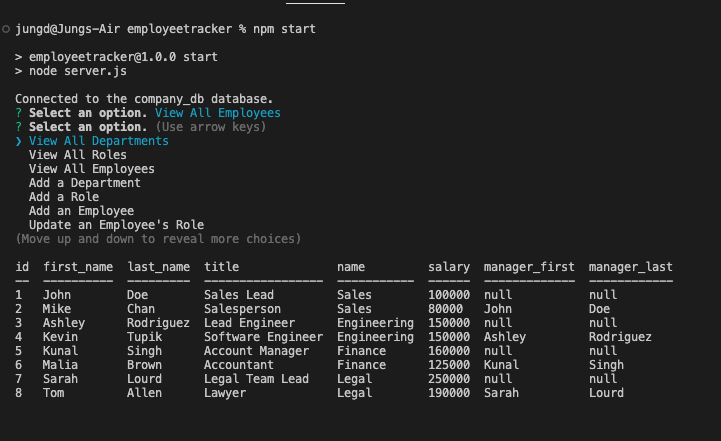 jungd@Jungs-Air employeetracker % npm start
> employeetracker@1.0.0 start
> node server.js
Connected to the company_db database.
? Select an option. View All Employees
? Select an option. (Use arrow keys)
❯ View All Departments
View All Roles
View All Employees
Add a Department
Add a Role
Add an Employee
Update an Employee's Role
(Move up and down to reveal more choices)
id first_name last_name title name salary manager_first manager_last
1 John Doe Sales Lead Sales 100000 null null
2 Mike Chan Salesperson Sales 80000 John Doe
3 Ashley Rodriguez Lead Engineer Engineering 150000 null null
4 Kevin Tupik Software Engineer Engineering 150000 Ashley Rodriguez
5 Kunal Singh Account Manager Finance 160000 null null
6 Malia Brown Accountant Finance 125000 Kunal Singh
7 Sarah Lourd Legal Team Lead Legal 250000 null null
8 Tom Allen Lawyer Legal 190000 Sarah Lourd